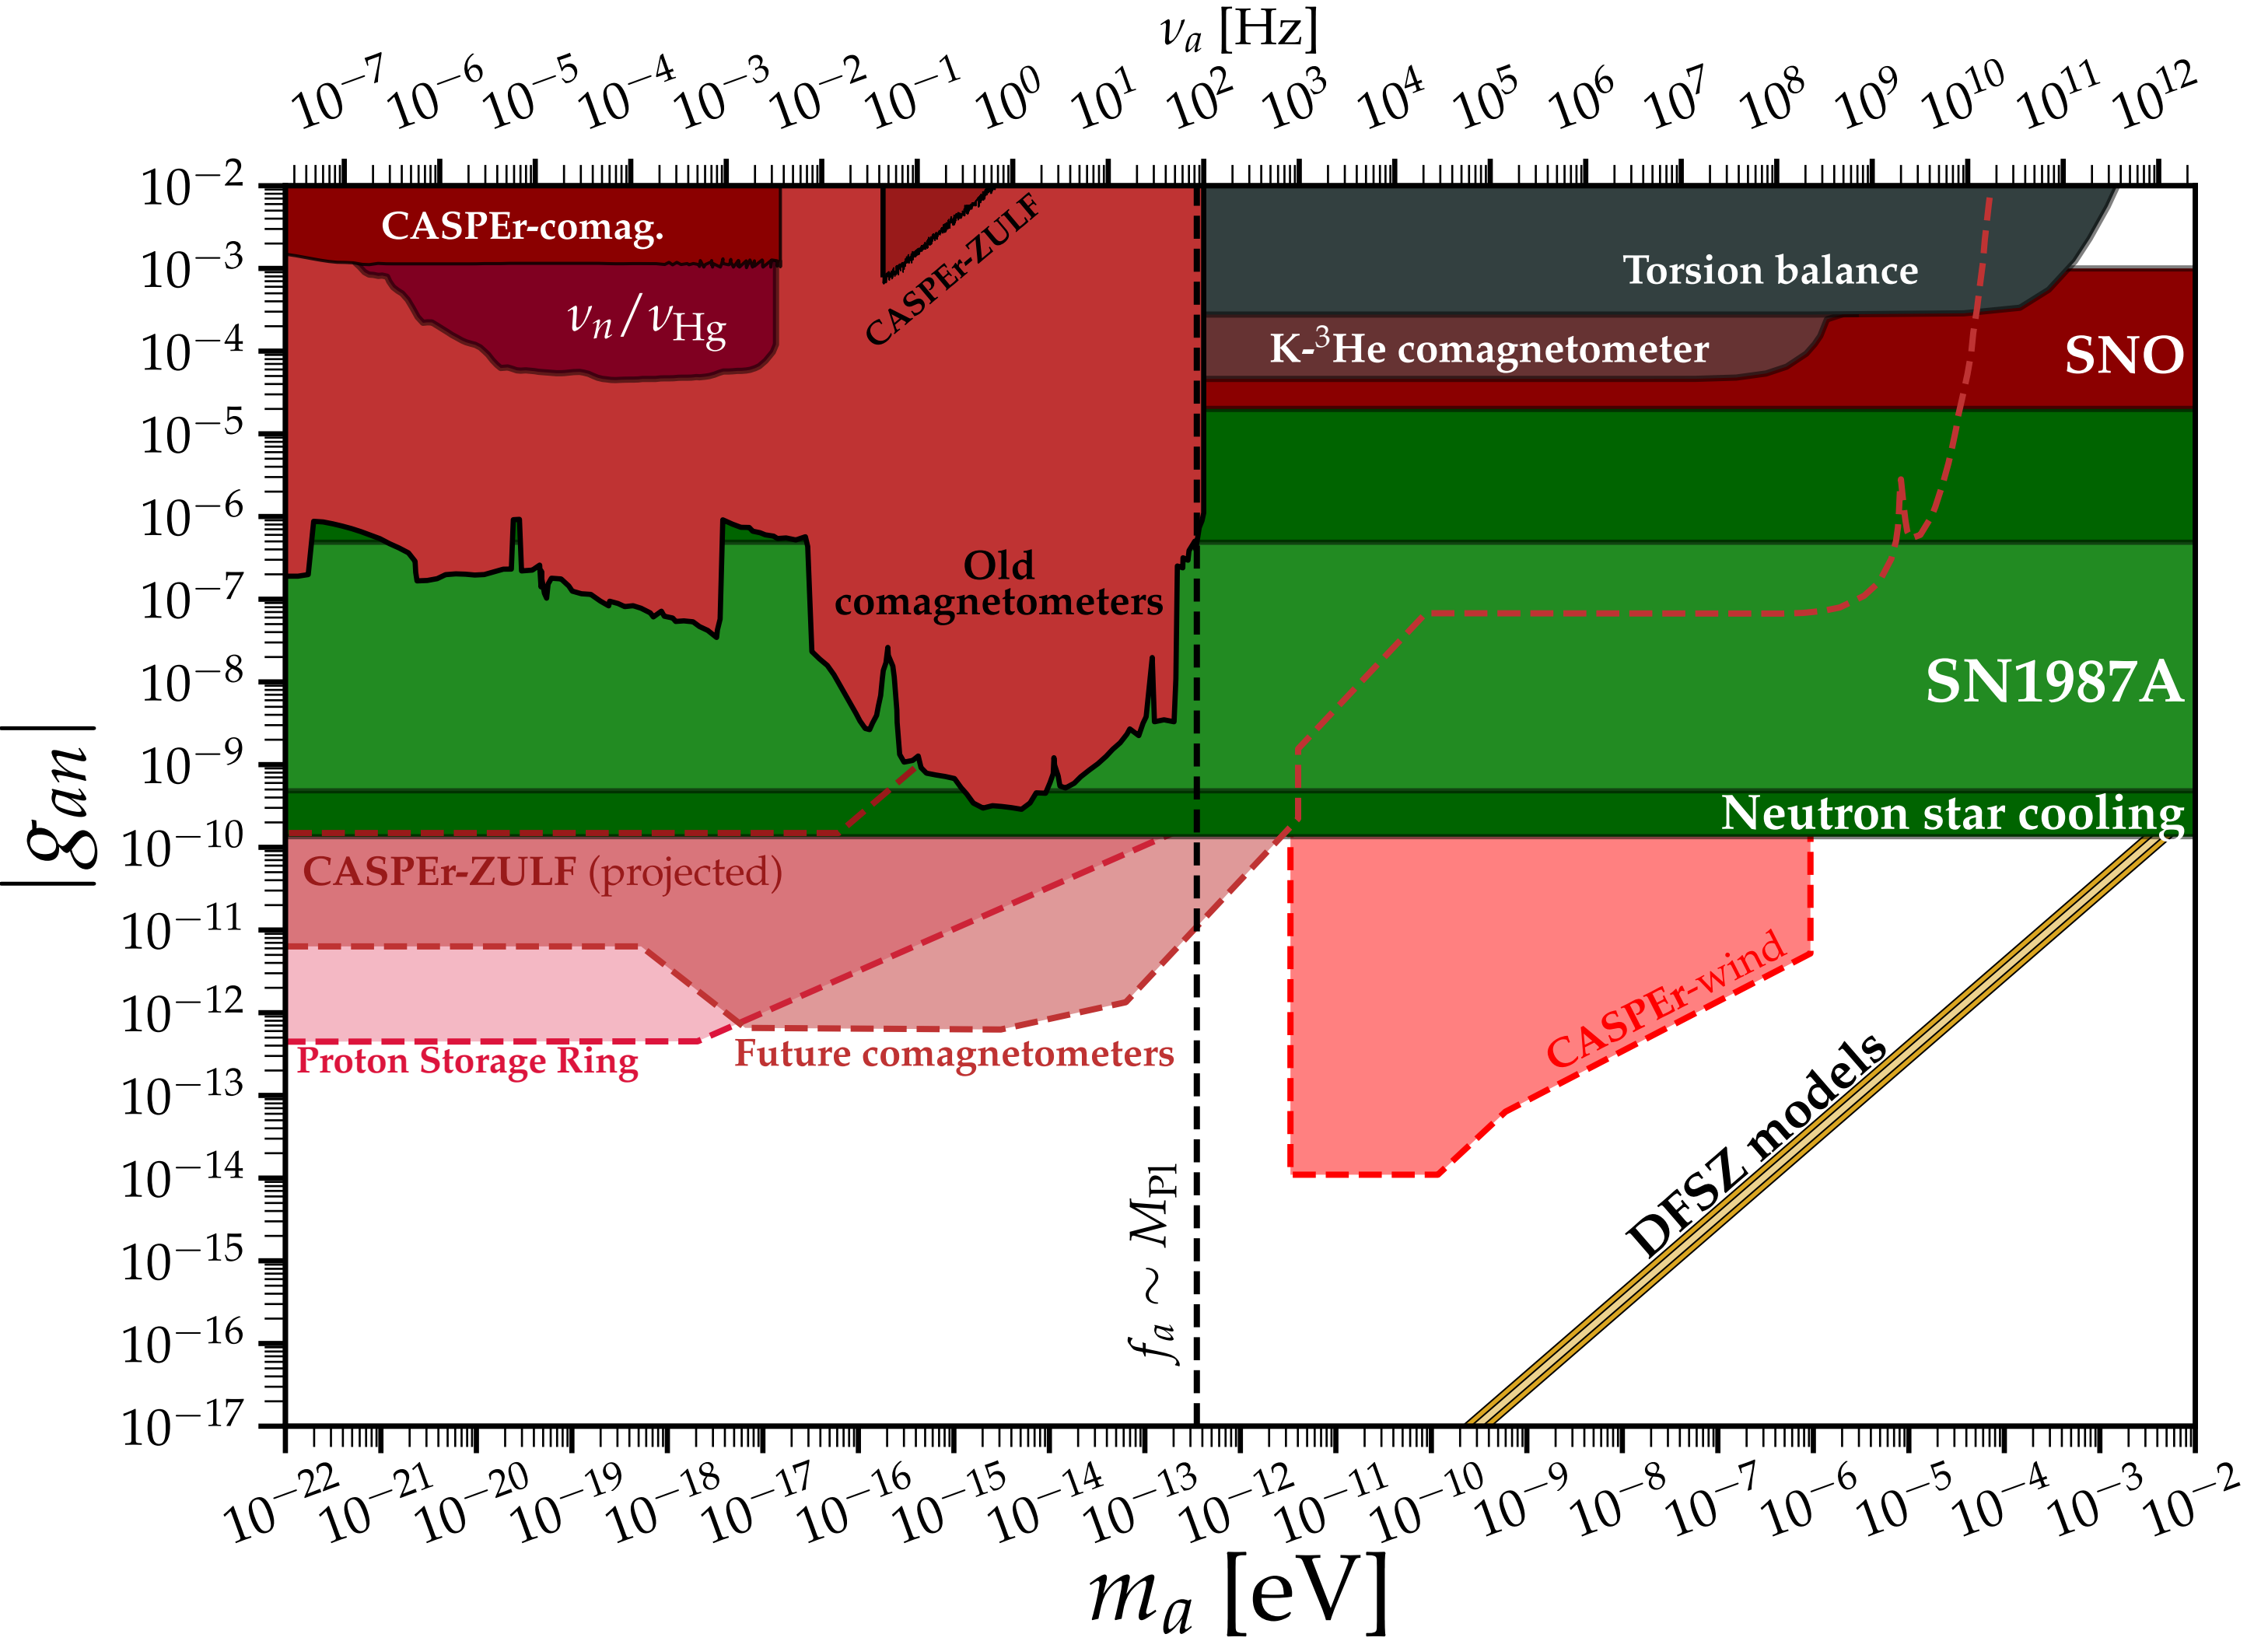 ν_a [Hz]
10^−7 10^−6 10^−5 10^−4 10^−3 10^−2 10^−1 10^0 10^1 10^2 10^3 10^4 10^5 10^6 10^7 10^8 10^9 10^10 10^11 10^12
10^−2
10^−3
10^−4
10^−5
10^−6
10^−7
10^−8
10^−9
10^−10
10^−11
10^−12
10^−13
10^−14
10^−15
10^−16
10^−17
|g_an|
CASPEr-comag.
ν_n/ν_Hg
CASPEr-ZULF
Torsion balance
K-³He comagnetometer
SNO
Old
comagnetometers
SN1987A
Neutron star cooling
CASPEr-ZULF (projected)
Proton Storage Ring
Future comagnetometers
CASPEr-wind
DFSZ models
f_a ∼ M_Pl
10^−22 10^−21 10^−20 10^−19 10^−18 10^−17 10^−16 10^−15 10^−14 10^−13 10^−12 10^−11 10^−10 10^−9 10^−8 10^−7 10^−6 10^−5 10^−4 10^−3 10^−2
m_a [eV]